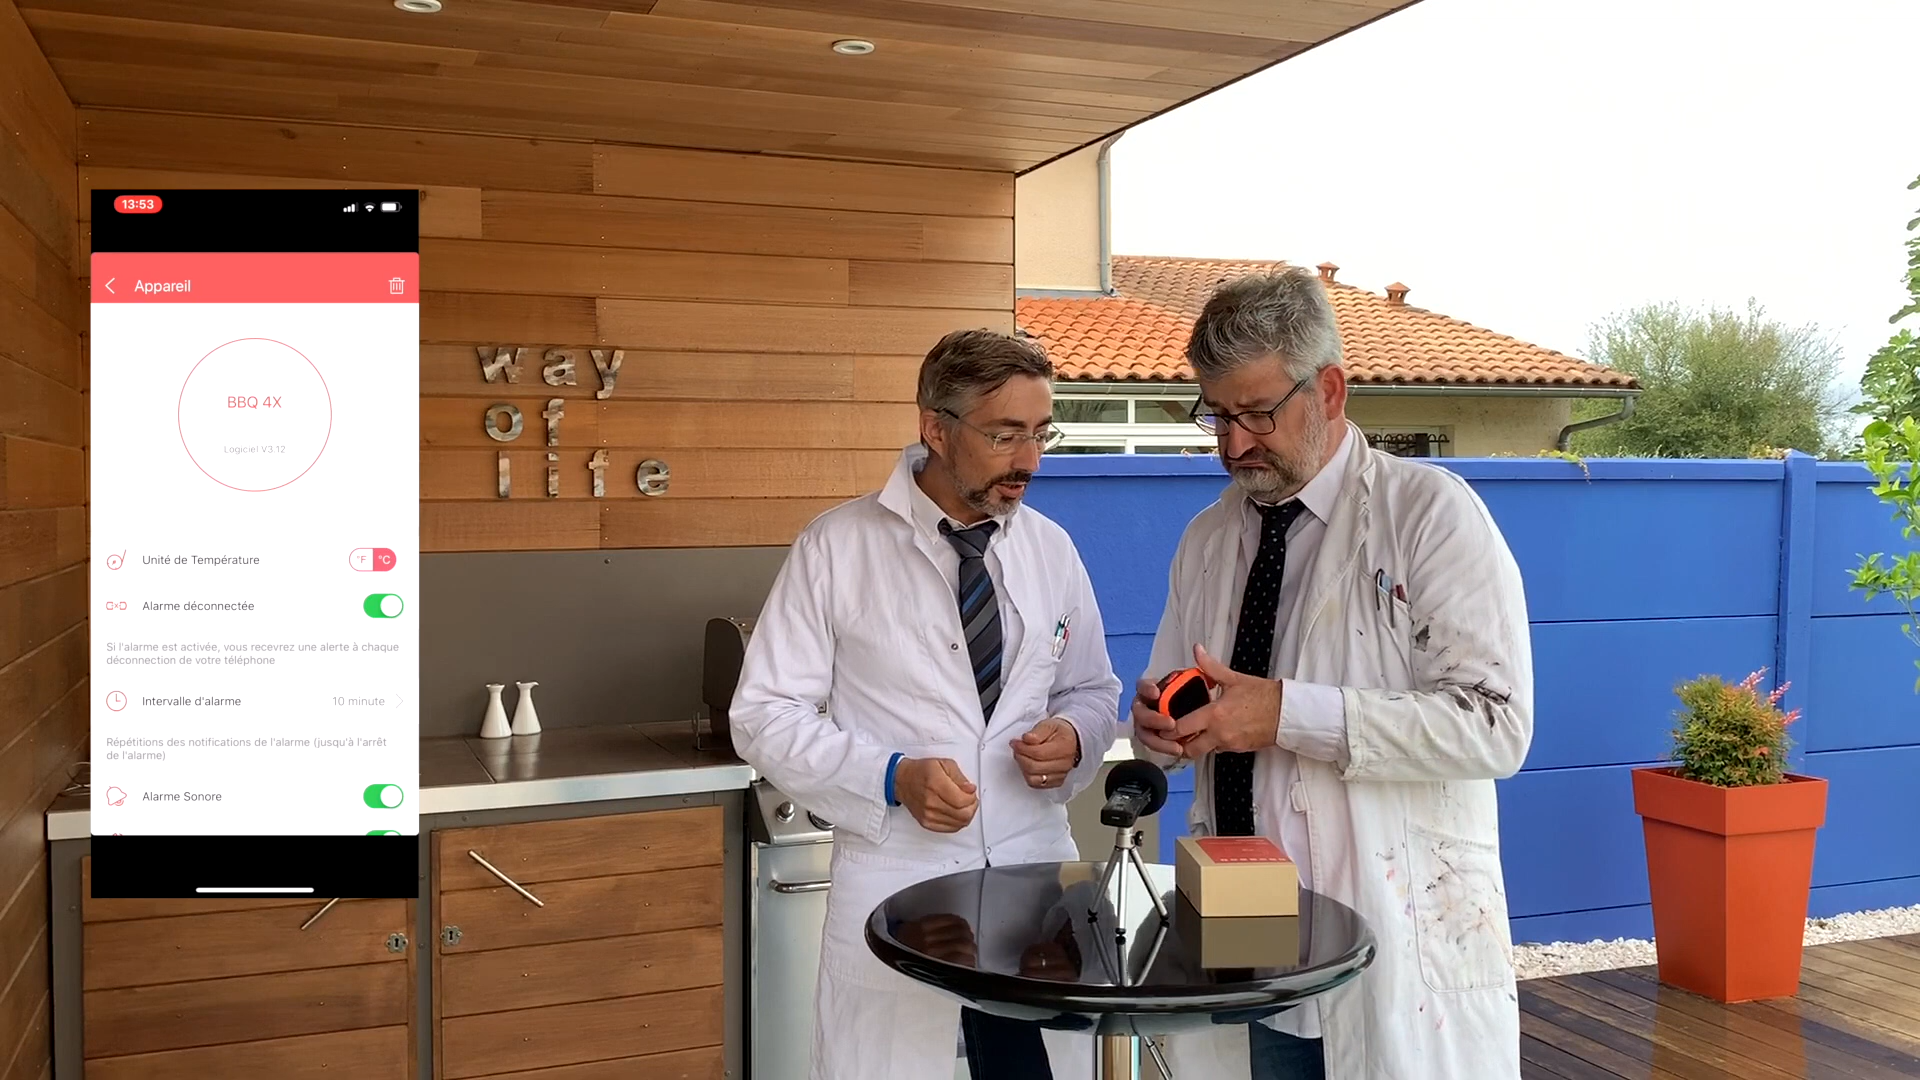 13:53
Appareil
BBQ 4X
Logiciel V3.12
Unité de Température
°F °C
Alarme déconnectée
Si l'alarme est activée, vous recevrez une alerte à chaque
déconnection de votre téléphone
Intervalle d'alarme 10 minute
Répétitions des notifications de l'alarme (jusqu'à l'arrêt
de l'alarme)
Alarme Sonore
way
of
life